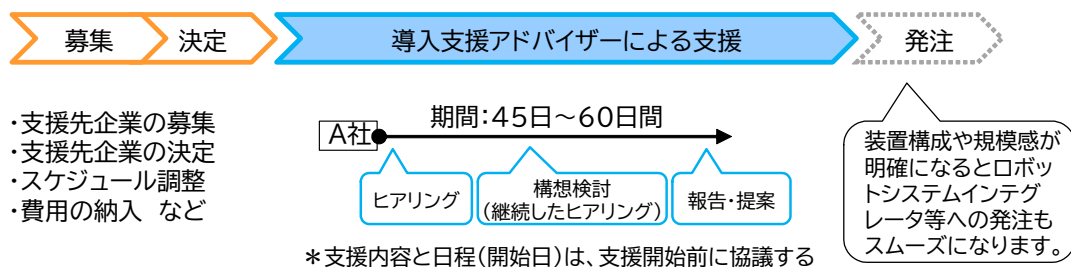 募集
決定
導入支援アドバイザーによる支援
発注
・支援先企業の募集
・支援先企業の決定
・スケジュール調整
・費用の納入 など
A社
期間:45日～60日間
ヒアリング
構想検討
(継続したヒアリング)
報告・提案
＊支援内容と日程(開始日)は、支援開始前に協議する
装置構成や規模感が
明確になるとロボッ
トシステムインテグ
レータ等への発注も
スムーズになります。